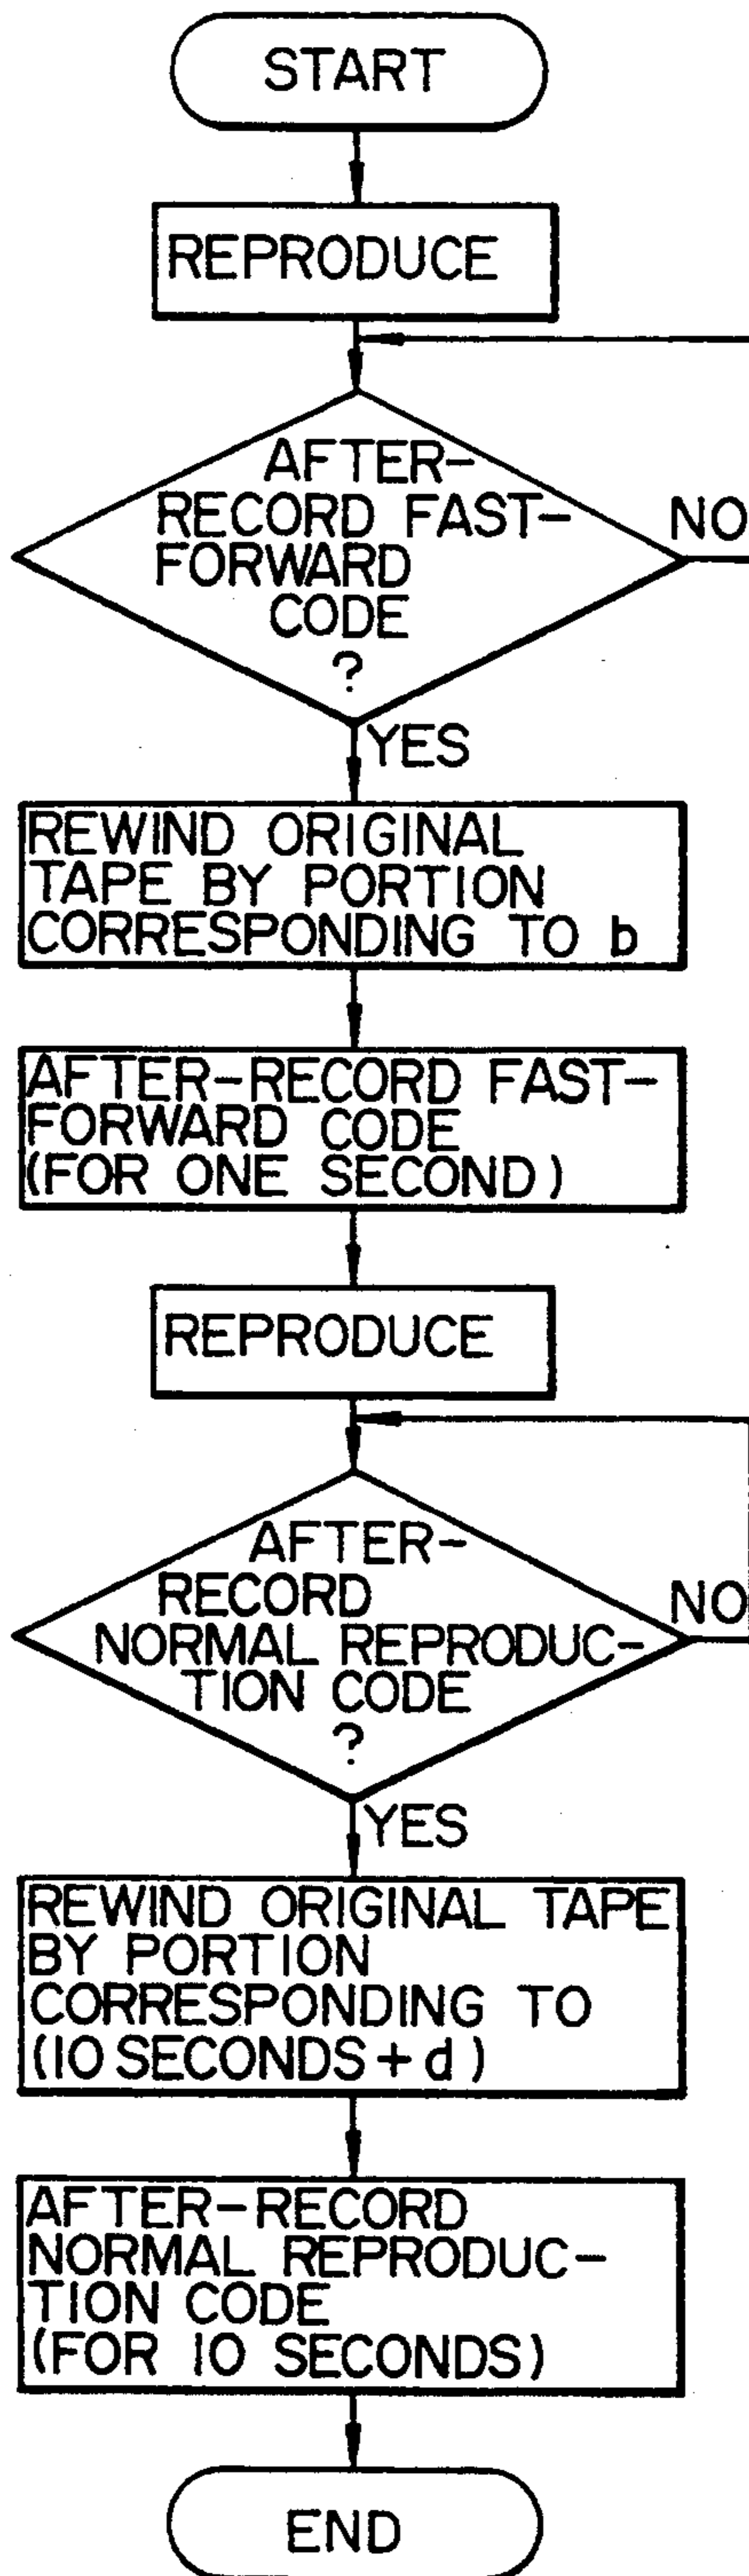 START
REPRODUCE
AFTER-
RECORD FAST-
FORWARD
CODE
?
NO
YES
REWIND ORIGINAL
TAPE BY PORTION
CORRESPONDING TO b
AFTER-RECORD FAST-
FORWARD CODE
(FOR ONE SECOND)
REPRODUCE
AFTER-
RECORD
NORMAL REPRODUC-
TION CODE
?
NO
YES
REWIND ORIGINAL TAPE
BY PORTION
CORRESPONDING TO
(10 SECONDS + d)
AFTER-RECORD
NORMAL REPRODUC-
TION CODE
(FOR 10 SECONDS)
END